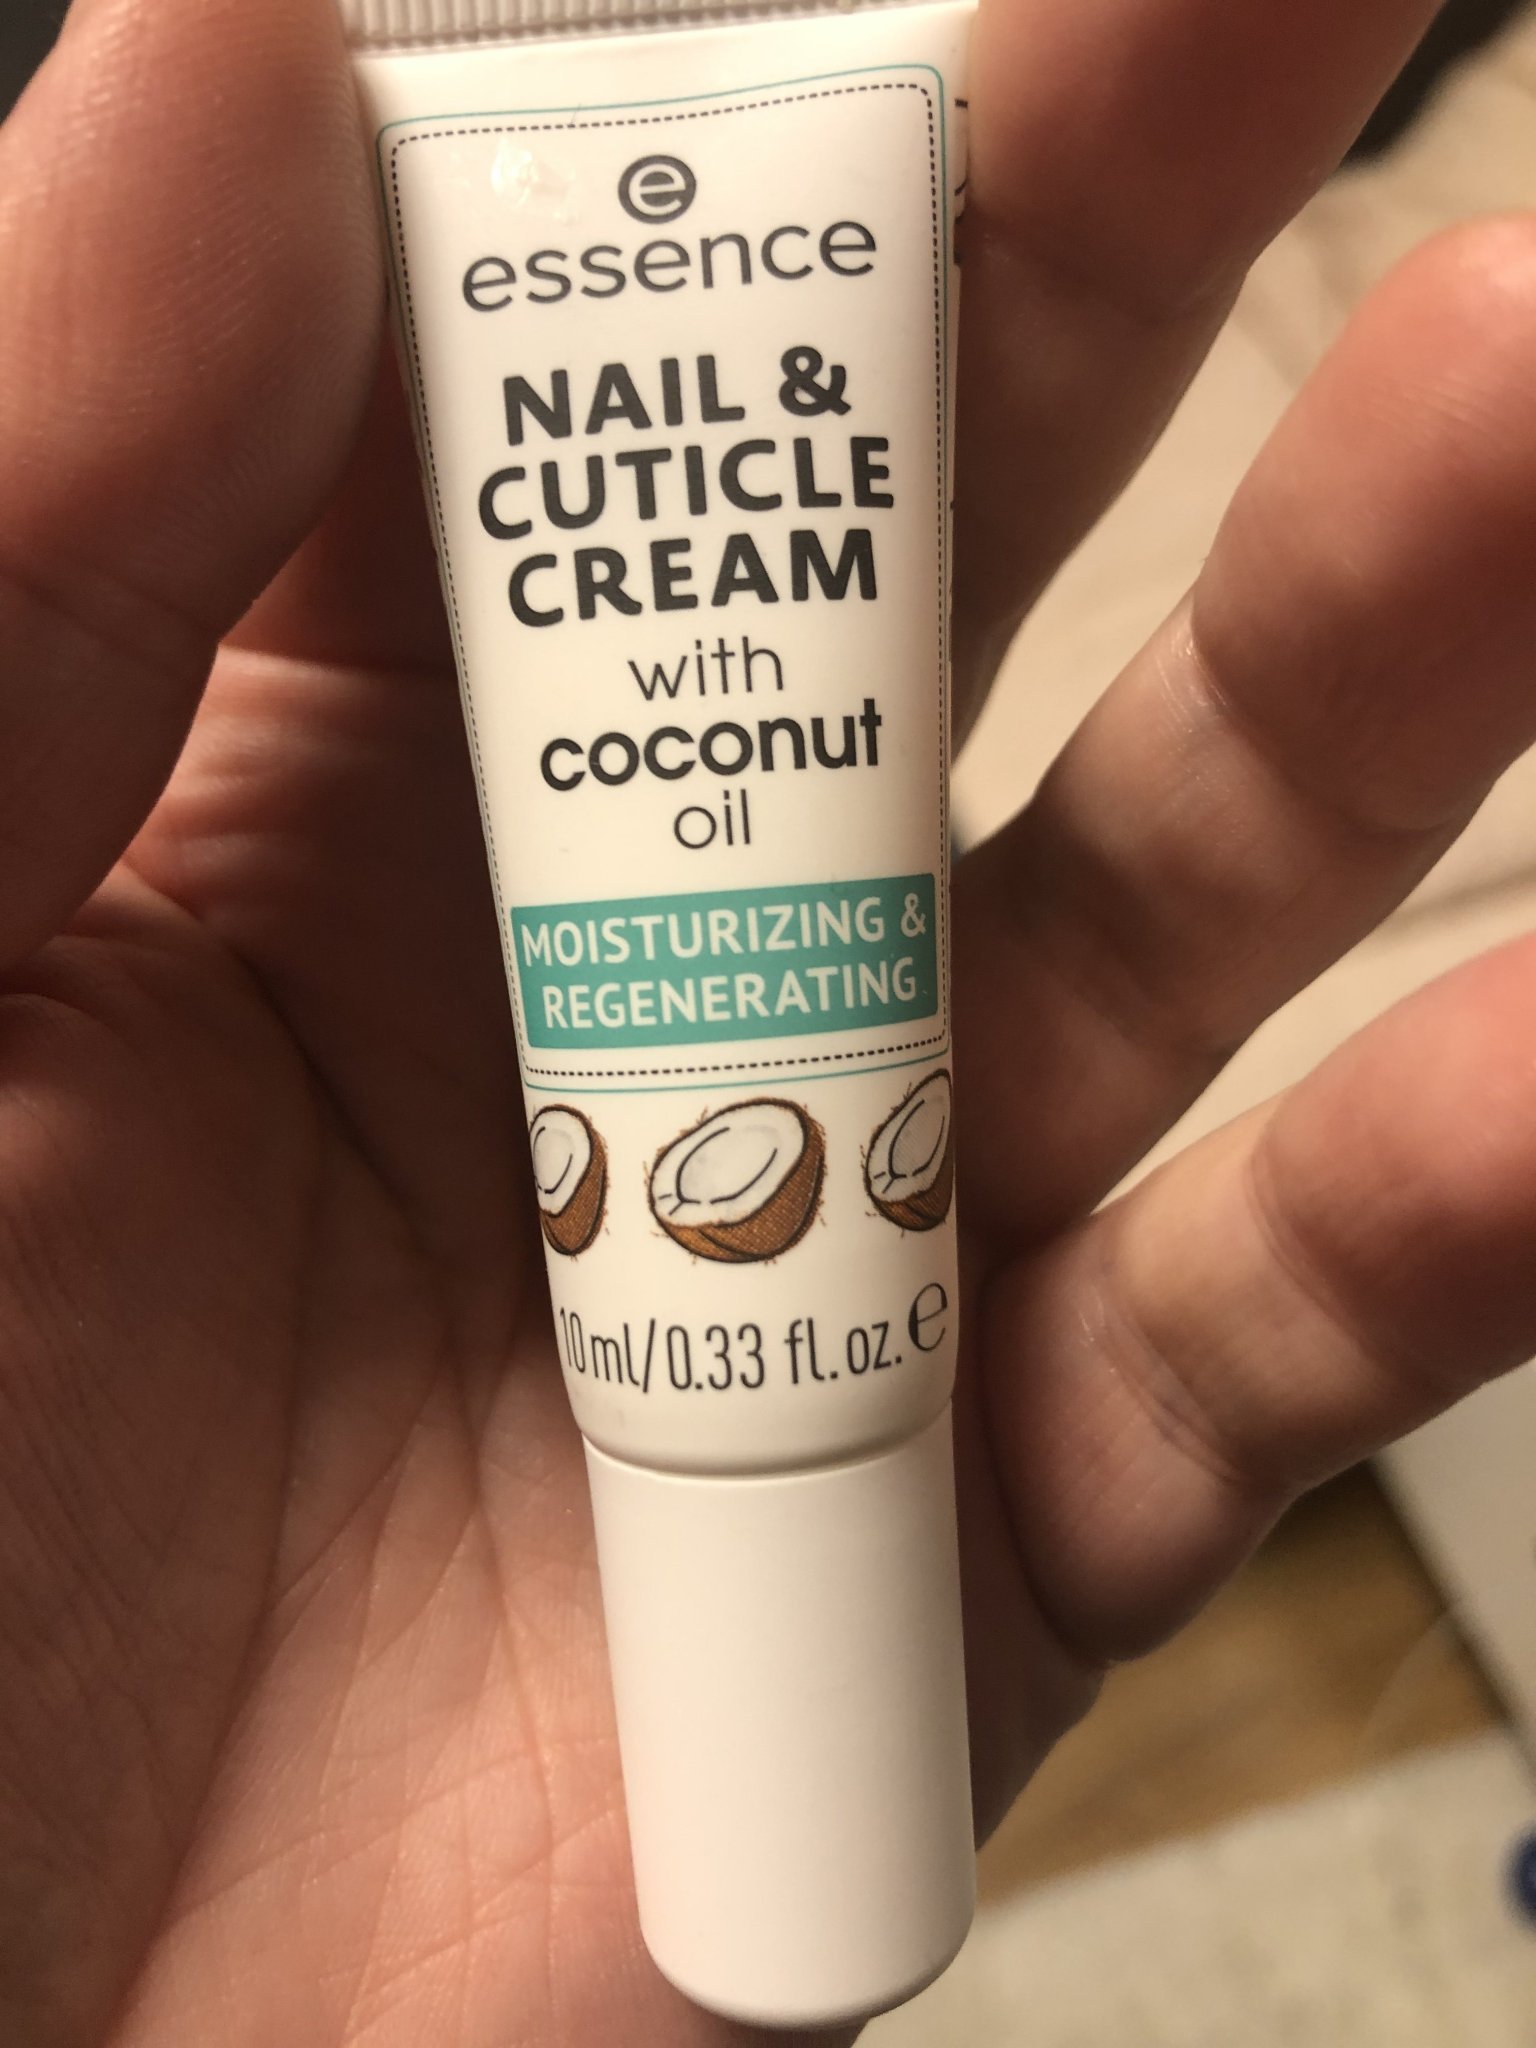 e
essence
NAIL &
CUTICLE
CREAM
with
coconut
oil
MOISTURIZING &
REGENERATING
10ml/0.33 fl.oz. e